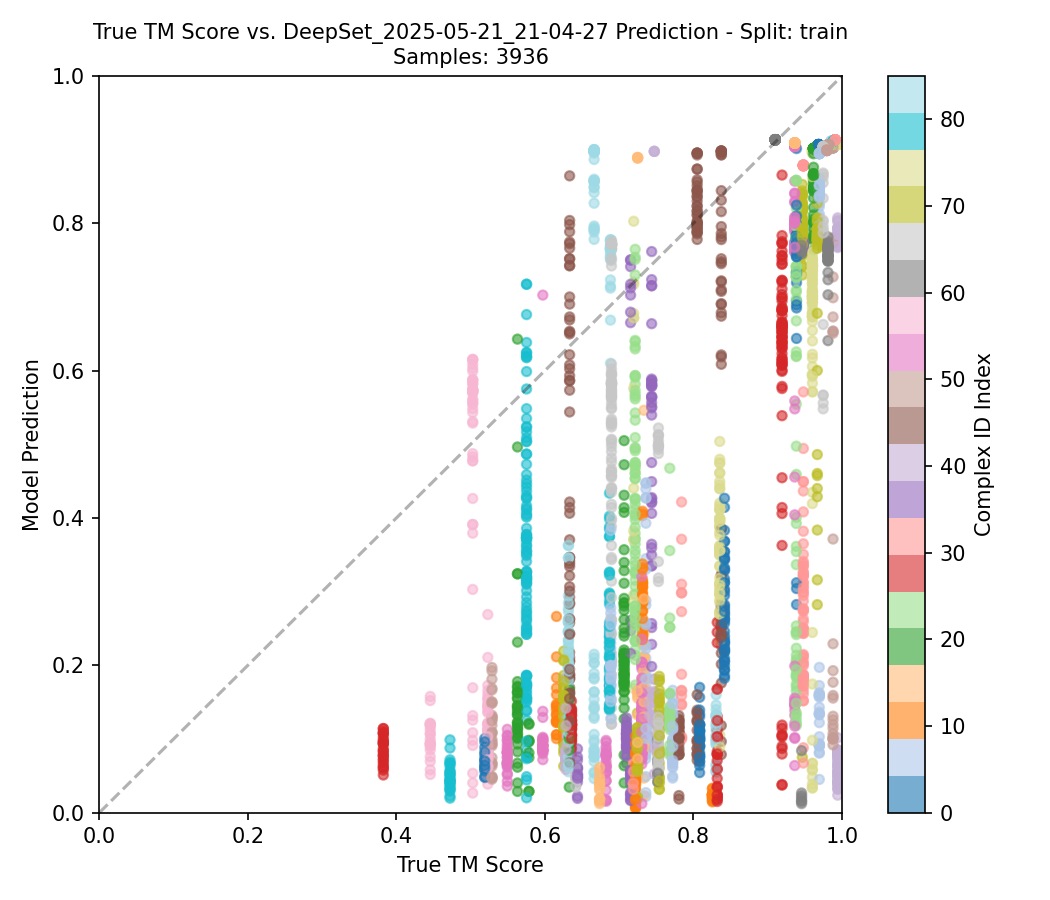 True TM Score vs. DeepSet_2025-05-21_21-04-27 Prediction - Split: train
Samples: 3936
1.0
0.8
0.6
0.4
0.2
0.0
Model Prediction
0.0 0.2 0.4 0.6 0.8 1.0
True TM Score
80
70
60
50
40
30
20
10
0
Complex ID Index